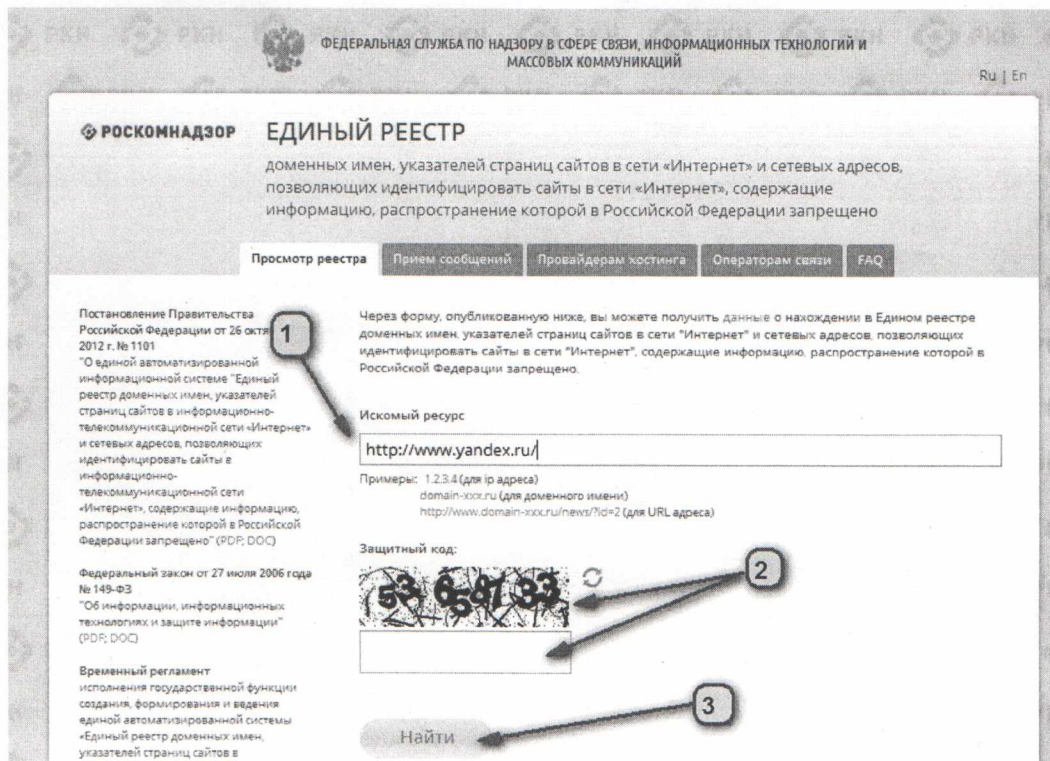 РКН РКН РКН
ФЕДЕРАЛЬНАЯ СЛУЖБА ПО НАДЗОРУ В СФЕРЕ СВЯЗИ, ИНФОРМАЦИОННЫХ ТЕХНОЛОГИЙ И
МАССОВЫХ КОММУНИКАЦИЙ
Ru | En
РОСКОМНАДЗОР
ЕДИНЫЙ РЕЕСТР
доменных имен, указателей страниц сайтов в сети «Интернет» и сетевых адресов,
позволяющих идентифицировать сайты в сети «Интернет», содержащие
информацию, распространение которой в Российской Федерации запрещено
Просмотр реестра Прием сообщений Провайдерам хостинга Операторам связи FAQ
Постановление Правительства
Российской Федерации от 26 октя
2012 г. № 1101
"О единой автоматизированной
информационной системе "Единый
реестр доменных имен, указателей
страниц сайтов в информационно-
телекоммуникационной сети «Интернет»
и сетевых адресов, позволяющих
идентифицировать сайты в
информационно-
телекоммуникационной сети
«Интернет», содержащие информацию,
распространение которой в Российской
Федерации запрещено" (PDF; DOC)
Федеральный закон от 27 июля 2006 года
№ 149-ФЗ
"Об информации, информационных
технологиях и защите информации"
(PDF; DOC)
Временный регламент
исполнения государственной функции
создания, формирования и ведения
единой автоматизированной системы
«Единый реестр доменных имен,
указателей страниц сайтов в
1
Через форму, опубликованную ниже, вы можете получить данные о нахождении в Едином реестре
доменных имен, указателей страниц сайтов в сети "Интернет" и сетевых адресов, позволяющих
идентифицировать сайты в сети "Интернет", содержащие информацию, распространение которой в
Российской Федерации запрещено.
Искомый ресурс
http://www.yandex.ru/
Примеры: 1.2.3.4 (для ip адреса)
domain-xxx.ru (для доменного имени)
http://www.domain-xxx.ru/news/?id=2 (для URL адреса)
Защитный код:
2
3
Найти